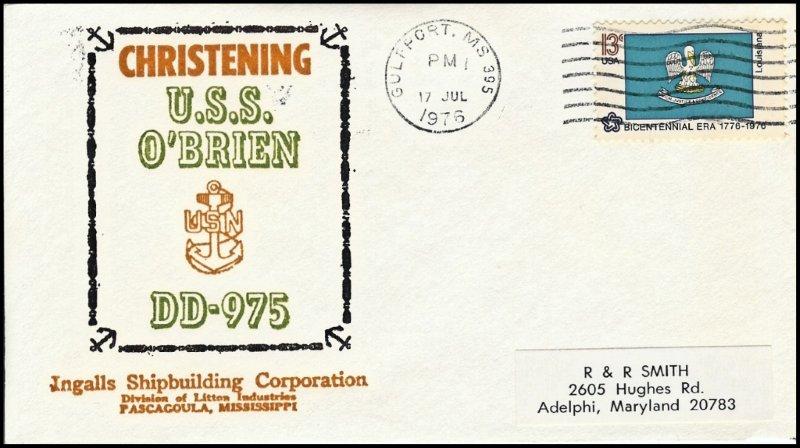 CHRISTENING
U.S.S.
O'BRIEN
USN
DD-975
Ingalls Shipbuilding Corporation
Division of Litton Industries
PASCAGOULA, MISSISSIPPI
GULFPORT, MS 395
PM
17 JUL
1976
13c
USA
Louisiana
BICENTENNIAL ERA 1776-1976
R & R SMITH
2605 Hughes Rd.
Adelphi, Maryland 20783